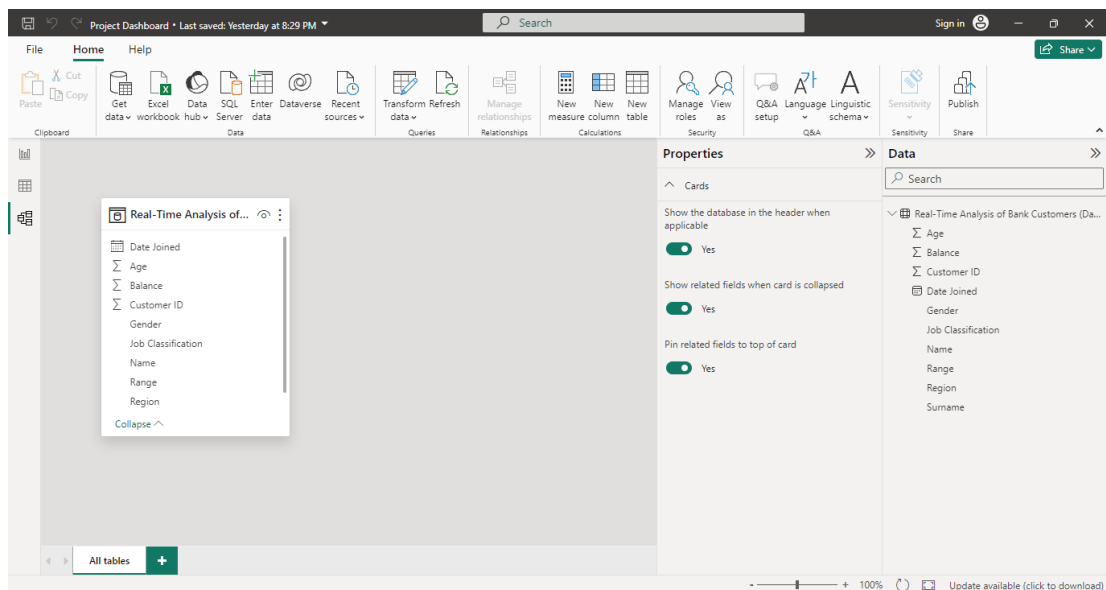 Project Dashboard • Last saved: Yesterday at 8:29 PM
Search
Sign in
File
Home
Help
Share
Paste
Cut
Copy
Clipboard
Get data
Excel workbook
Data hub
SQL Server
Enter data
Dataverse
Recent sources
Data
Transform data
Refresh
Queries
Manage relationships
Relationships
New measure
New column
New table
Calculations
Manage roles
View as
Security
Q&A setup
Language
Linguistic schema
Q&A
Sensitivity
Sensitivity
Publish
Share
Real-Time Analysis of...
Date Joined
Age
Balance
Customer ID
Gender
Job Classification
Name
Range
Region
Collapse
Properties
Cards
Show the database in the header when
applicable
Yes
Show related fields when card is collapsed
Yes
Pin related fields to top of card
Yes
Data
Search
Real-Time Analysis of Bank Customers (Da...
Age
Balance
Customer ID
Date Joined
Gender
Job Classification
Name
Range
Region
Surname
All tables
+
- + 100%
Update available (click to download)